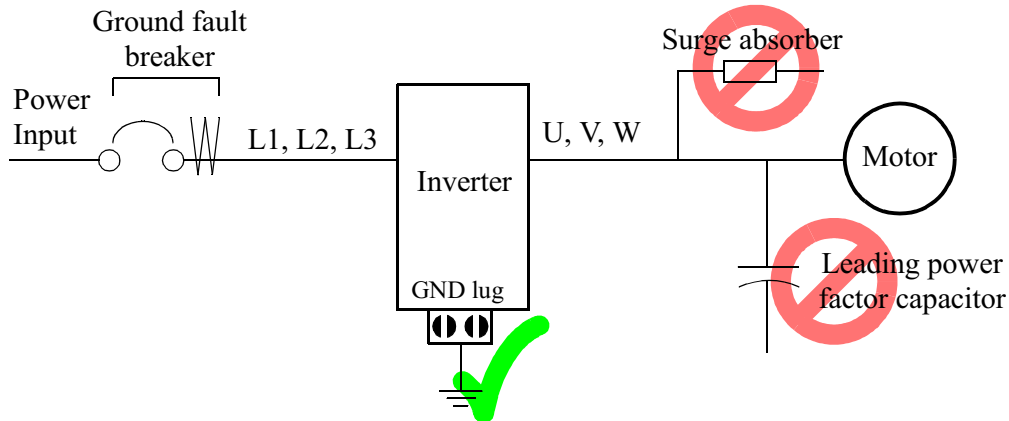 Ground fault
breaker
Surge absorber
Power
Input
L1, L2, L3
U, V, W
Motor
Inverter
GND lug
Leading power
factor capacitor